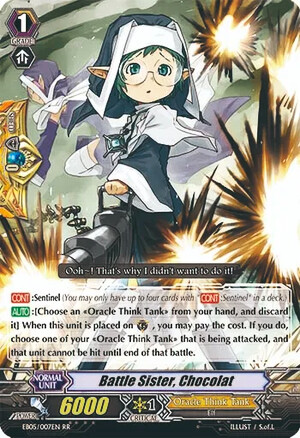 1
GRADE
Ooh~! That's why I didn't want to do it!
CONT :Sentinel (You may only have up to four cards with "CONT :Sentinel" in a deck.)
AUTO :[Choose an «Oracle Think Tank» from your hand, and discard
it] When this unit is placed on , you may pay the cost. If you do,
choose one of your «Oracle Think Tank» that is being attacked, and
that unit cannot be hit until end of that battle.
NORMAL
UNIT
Battle Sister, Chocolat
POWER
6000
1
CRITICAL
Oracle Think Tank
Elf
EB05/007EN RR
ILLUST / S.o.L